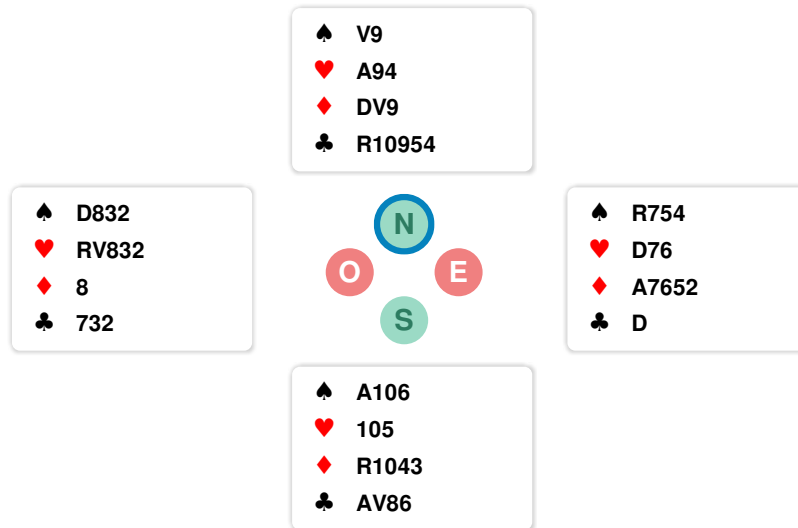 ♠ V9
♥ A94
♦ DV9
♣ R10954
♠ D832
♥ RV832
♦ 8
♣ 732
N
O
E
S
♠ R754
♥ D76
♦ A7652
♣ D
♠ A106
♥ 105
♦ R1043
♣ AV86